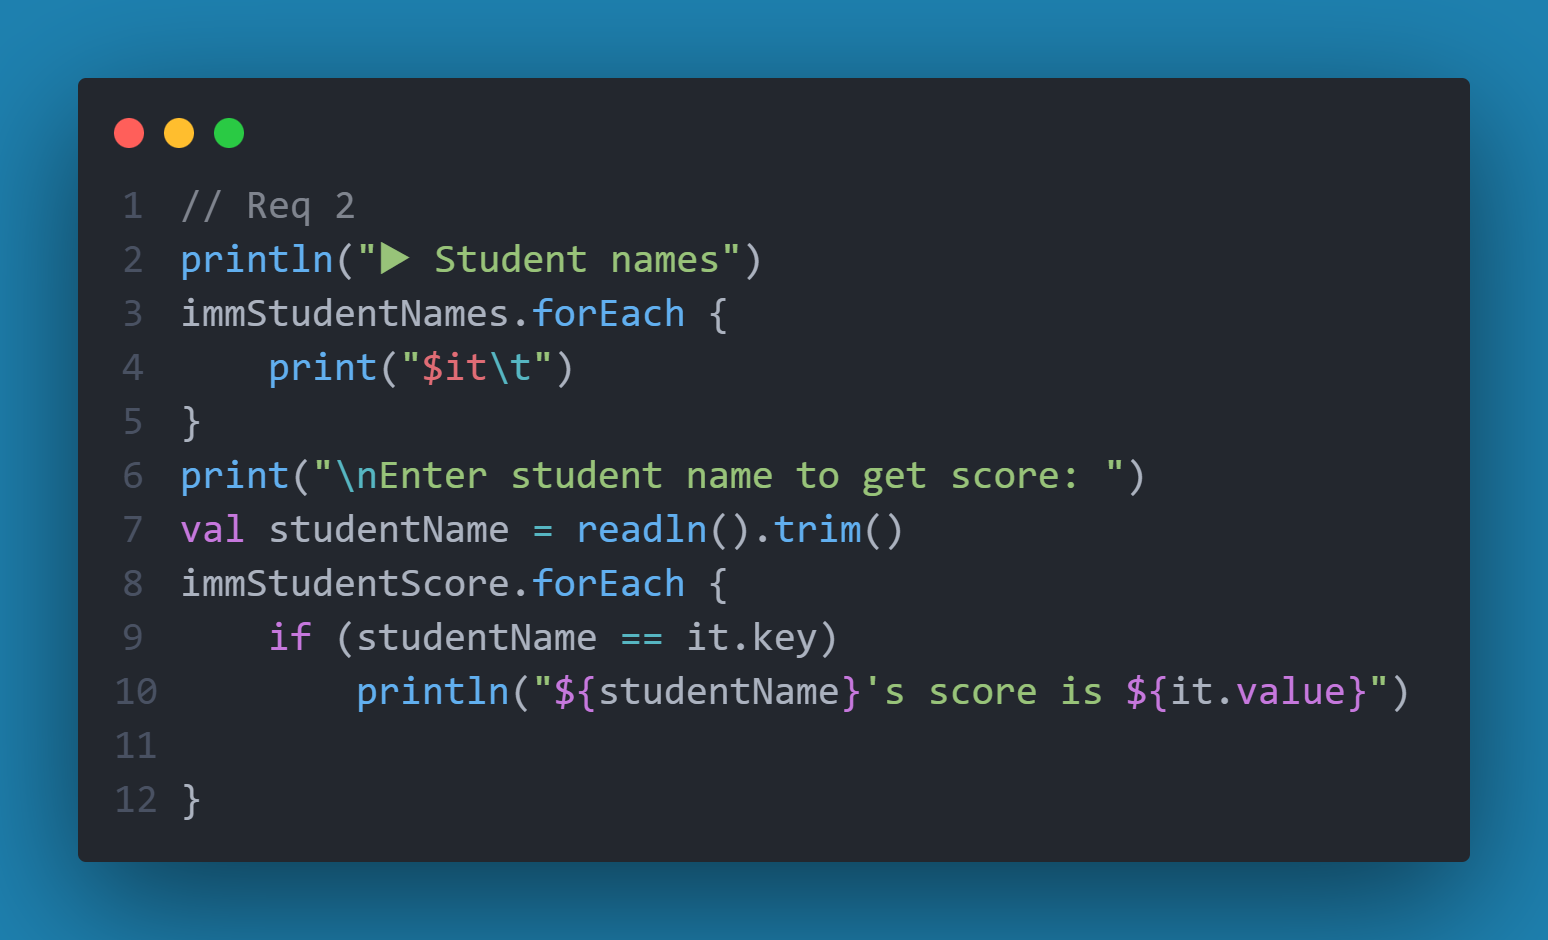 1 // Req 2
2 println("▶ Student names")
3 immStudentNames.forEach {
4     print("$it\t")
5 }
6 print("\nEnter student name to get score: ")
7 val studentName = readln().trim()
8 immStudentScore.forEach {
9     if (studentName == it.key)
10         println("${studentName}'s score is ${it.value}")
11
12 }